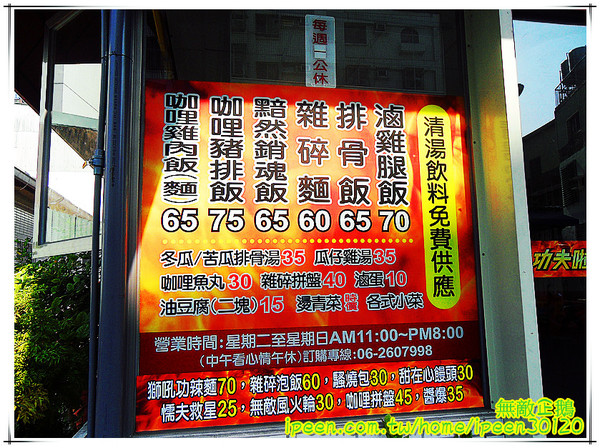 每週一公休
清湯飲料免費供應
滷雞腿飯 70
排骨飯 65
雜碎麵 60
黯然銷魂飯 65
咖哩豬排飯 75
咖哩雞肉飯(麵) 65
冬瓜/苦瓜排骨湯35 瓜仔雞湯35
咖哩魚丸30 雜碎拼盤40 滷蛋10
油豆腐(二塊)15 燙青菜 時價 各式小菜
營業時間:星期二至星期日AM11:00~PM8:00
(中午看心情午休)訂購專線:06-2607998
獅吼功辣麵70,雜碎泡飯60,騷燒包30,甜在心饅頭30
懦夫救星25,無敵風火輪30,咖哩拼盤45,醬爆35
功夫啦
無敵企鵝
ipeen.com.tw/home/ipeen30120